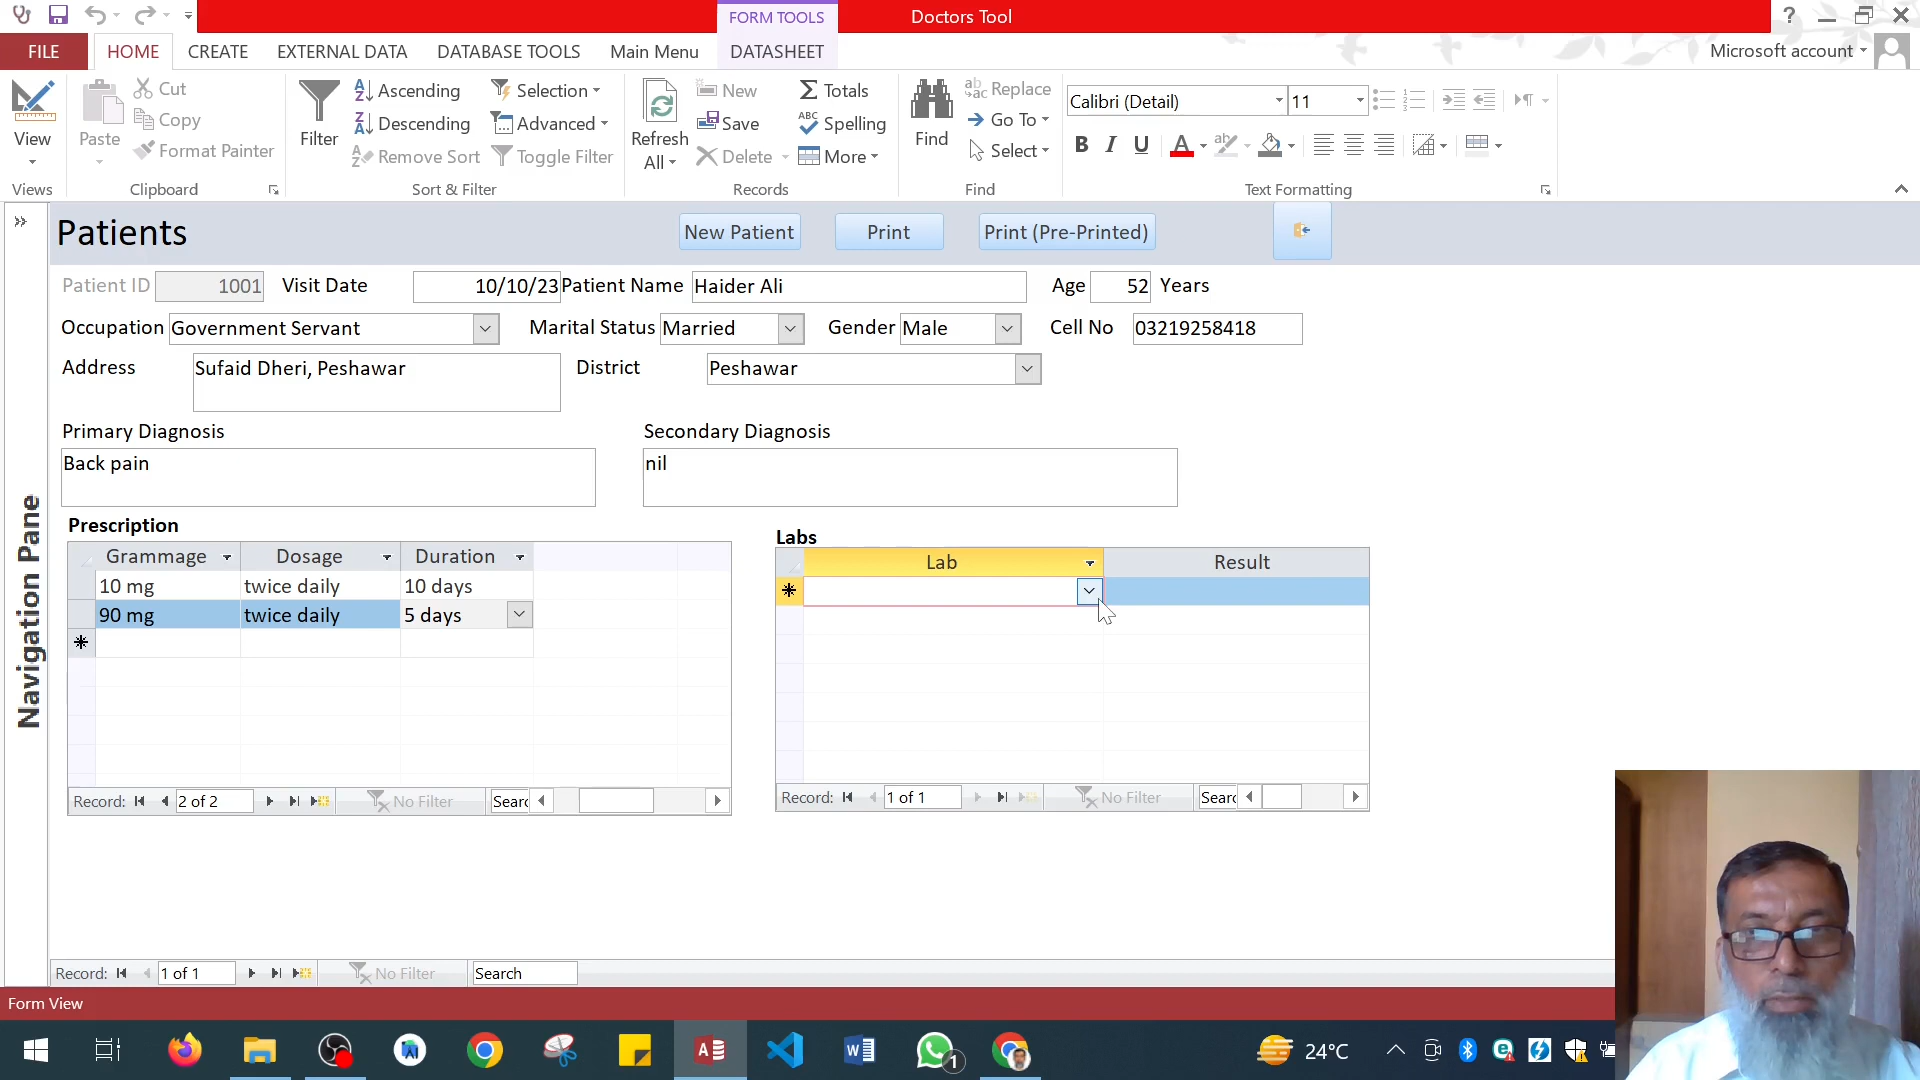 FORM TOOLS
Doctors Tool
?
FILE
HOME
CREATE
EXTERNAL DATA
DATABASE TOOLS
Main Menu
DATASHEET
Microsoft account
View
Views
Paste
Cut
Copy
Format Painter
Clipboard
Filter
Ascending
Descending
Remove Sort
Selection
Advanced
Toggle Filter
Sort & Filter
Refresh
All
New
Save
Delete
Totals
Spelling
More
Records
Find
Replace
Go To
Select
Find
Calibri (Detail)
11
B I U A
Text Formatting
Patients
New Patient
Print
Print (Pre-Printed)
Patient ID 1001 Visit Date 10/10/23 Patient Name Haider Ali Age 52 Years
Occupation Government Servant Marital Status Married Gender Male Cell No 03219258418
Address Sufaid Dheri, Peshawar District Peshawar
Primary Diagnosis
Back pain
Secondary Diagnosis
nil
Prescription
Grammage Dosage Duration
10 mg twice daily 10 days
90 mg twice daily 5 days
Record: 2 of 2 No Filter Searc
Labs
Lab Result
Record: 1 of 1 No Filter Searc
Navigation Pane
Record: 1 of 1 No Filter Search
Form View
1
24°C